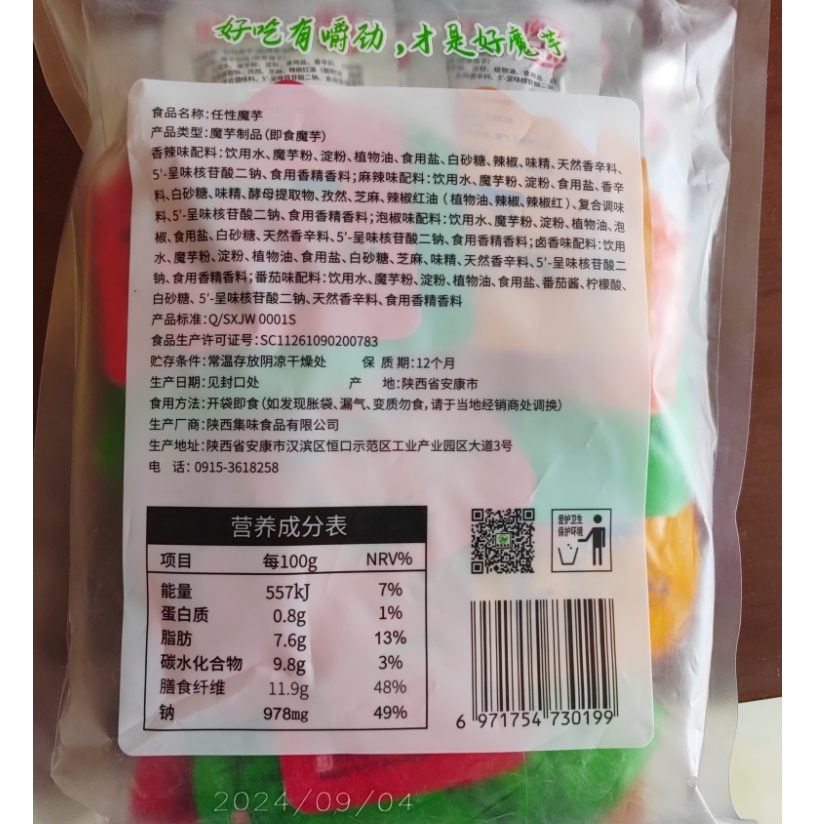 好吃有嚼劲,才是好魔芋
食品名称:任性魔芋
产品类型:魔芋制品(即食魔芋)
香辣味配料:饮用水、魔芋粉、淀粉、植物油、食用盐、白砂糖、辣椒、味精、天然香辛料、
5'-呈味核苷酸二钠、食用香精香料;麻辣味配料:饮用水、魔芋粉、淀粉、食用盐、香辛
料、白砂糖、味精、酵母提取物、孜然、芝麻、辣椒红油(植物油、辣椒、辣椒红)、复合调味
料、5'-呈味核苷酸二钠、食用香精香料;泡椒味配料:饮用水、魔芋粉、淀粉、植物油、泡
椒、食用盐、白砂糖、天然香辛料、5'-呈味核苷酸二钠、食用香精香料;卤香味配料:饮用
水、魔芋粉、淀粉、植物油、食用盐、白砂糖、芝麻、味精、天然香辛料、5'-呈味核苷酸二
钠、食用香精香料;番茄味配料:饮用水、魔芋粉、淀粉、植物油、食用盐、番茄酱、柠檬酸、
白砂糖、5'-呈味核苷酸二钠、天然香辛料、食用香精香料
产品标准:Q/SXJW 0001S
食品生产许可证号:SC11261090200783
贮存条件:常温存放阴凉干燥处 保 质 期:12个月
生产日期:见封口处 产 地:陕西省安康市
食用方法:开袋即食(如发现胀袋、漏气、变质勿食,请于当地经销商处调换)
生产厂商:陕西集味食品有限公司
生产地址:陕西省安康市汉滨区恒口示范区工业产业园区大道3号
电 话:0915-3618258
营养成分表
项目 每100g NRV%
能量 557kJ 7%
蛋白质 0.8g 1%
脂肪 7.6g 13%
碳水化合物 9.8g 3%
膳食纤维 11.9g 48%
钠 978mg 49%
爱护卫生
保护环境
6 971754 730199
2024/09/04